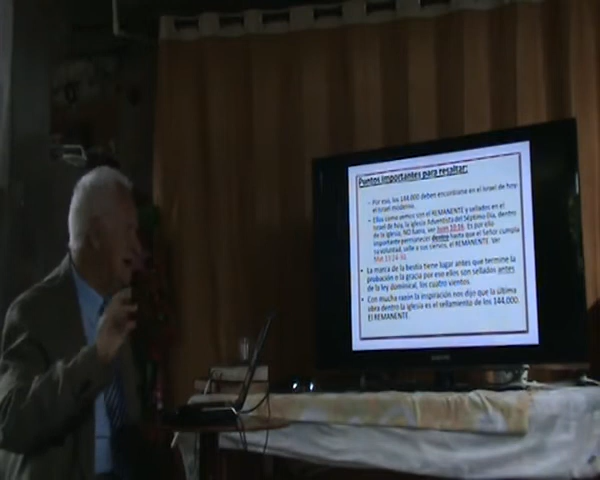 Puntos importantes para resaltar:
- Por eso, los 144,000 deben encontrarse en el Israel de hoy
el Israel moderno.
- Ellos como vemos son el REMANENTE y sellados en el
Israel de hoy, la iglesia Adventista del Séptimo Día, dentro
de la iglesia, NO fuera, ver Juan 10:16. Es por ello
importante permanecer dentro hasta que el Señor cumpla
su voluntad, selle a sus siervos, el REMANENTE. Ver
Mat 13:24-30.
• La marca de la bestia tiene lugar antes que termine la
probación o la gracia por eso ellos son sellados antes
de la ley dominical, los cuatro vientos.
• Con mucha razón la inspiración nos dijo que la última
obra dentro la iglesia es el sellamiento de los 144,000.
El REMANENTE
SAMSUNG